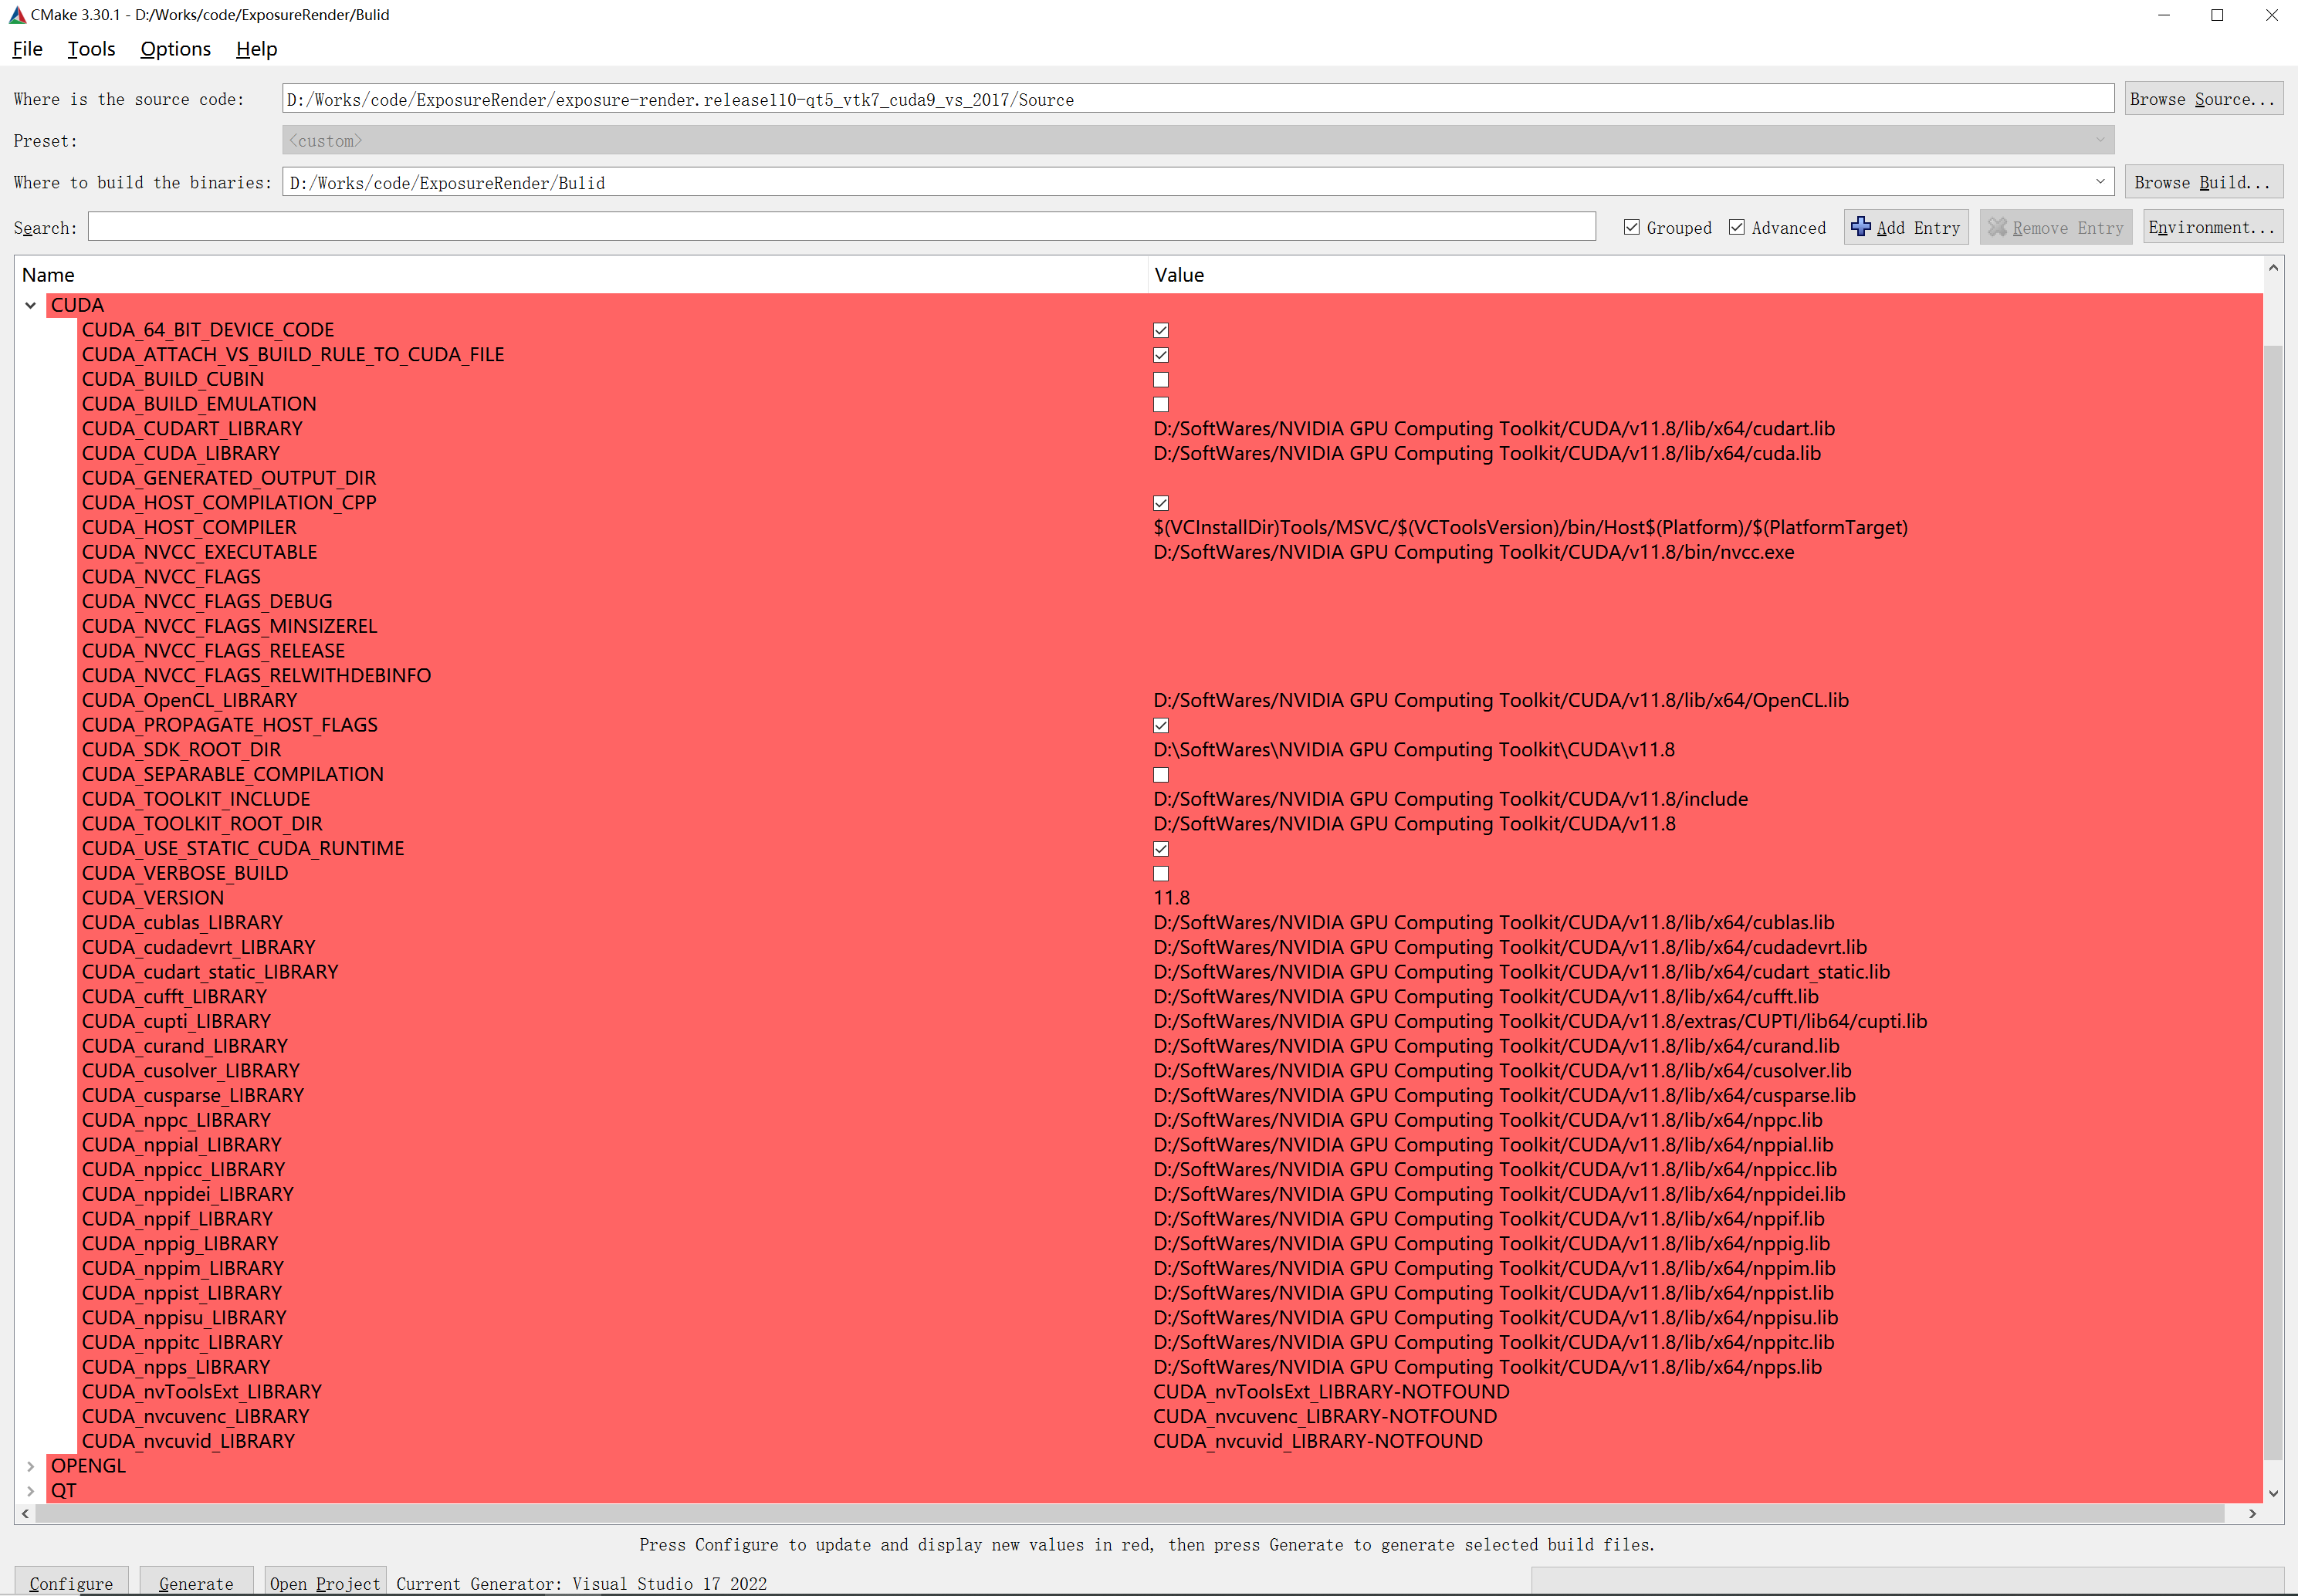 CMake 3.30.1 - D:/Works/code/ExposureRender/Bulid
File Tools Options Help
Where is the source code: D:/Works/code/ExposureRender/exposure-render.release110-qt5_vtk7_cuda9_vs_2017/Source Browse Source...
Preset: <custom>
Where to build the binaries: D:/Works/code/ExposureRender/Bulid Browse Build...
Search: Grouped Advanced Add Entry Remove Entry Environment...
Name Value
CUDA
CUDA_64_BIT_DEVICE_CODE
CUDA_ATTACH_VS_BUILD_RULE_TO_CUDA_FILE
CUDA_BUILD_CUBIN
CUDA_BUILD_EMULATION
CUDA_CUDART_LIBRARY D:/SoftWares/NVIDIA GPU Computing Toolkit/CUDA/v11.8/lib/x64/cudart.lib
CUDA_CUDA_LIBRARY D:/SoftWares/NVIDIA GPU Computing Toolkit/CUDA/v11.8/lib/x64/cuda.lib
CUDA_GENERATED_OUTPUT_DIR
CUDA_HOST_COMPILATION_CPP
CUDA_HOST_COMPILER $(VCInstallDir)Tools/MSVC/$(VCToolsVersion)/bin/Host$(Platform)/$(PlatformTarget)
CUDA_NVCC_EXECUTABLE D:/SoftWares/NVIDIA GPU Computing Toolkit/CUDA/v11.8/bin/nvcc.exe
CUDA_NVCC_FLAGS
CUDA_NVCC_FLAGS_DEBUG
CUDA_NVCC_FLAGS_MINSIZEREL
CUDA_NVCC_FLAGS_RELEASE
CUDA_NVCC_FLAGS_RELWITHDEBINFO
CUDA_OpenCL_LIBRARY D:/SoftWares/NVIDIA GPU Computing Toolkit/CUDA/v11.8/lib/x64/OpenCL.lib
CUDA_PROPAGATE_HOST_FLAGS
CUDA_SDK_ROOT_DIR D:\SoftWares\NVIDIA GPU Computing Toolkit\CUDA\v11.8
CUDA_SEPARABLE_COMPILATION
CUDA_TOOLKIT_INCLUDE D:/SoftWares/NVIDIA GPU Computing Toolkit/CUDA/v11.8/include
CUDA_TOOLKIT_ROOT_DIR D:/SoftWares/NVIDIA GPU Computing Toolkit/CUDA/v11.8
CUDA_USE_STATIC_CUDA_RUNTIME
CUDA_VERBOSE_BUILD
CUDA_VERSION 11.8
CUDA_cublas_LIBRARY D:/SoftWares/NVIDIA GPU Computing Toolkit/CUDA/v11.8/lib/x64/cublas.lib
CUDA_cudadevrt_LIBRARY D:/SoftWares/NVIDIA GPU Computing Toolkit/CUDA/v11.8/lib/x64/cudadevrt.lib
CUDA_cudart_static_LIBRARY D:/SoftWares/NVIDIA GPU Computing Toolkit/CUDA/v11.8/lib/x64/cudart_static.lib
CUDA_cufft_LIBRARY D:/SoftWares/NVIDIA GPU Computing Toolkit/CUDA/v11.8/lib/x64/cufft.lib
CUDA_cupti_LIBRARY D:/SoftWares/NVIDIA GPU Computing Toolkit/CUDA/v11.8/extras/CUPTI/lib64/cupti.lib
CUDA_curand_LIBRARY D:/SoftWares/NVIDIA GPU Computing Toolkit/CUDA/v11.8/lib/x64/curand.lib
CUDA_cusolver_LIBRARY D:/SoftWares/NVIDIA GPU Computing Toolkit/CUDA/v11.8/lib/x64/cusolver.lib
CUDA_cusparse_LIBRARY D:/SoftWares/NVIDIA GPU Computing Toolkit/CUDA/v11.8/lib/x64/cusparse.lib
CUDA_nppc_LIBRARY D:/SoftWares/NVIDIA GPU Computing Toolkit/CUDA/v11.8/lib/x64/nppc.lib
CUDA_nppial_LIBRARY D:/SoftWares/NVIDIA GPU Computing Toolkit/CUDA/v11.8/lib/x64/nppial.lib
CUDA_nppicc_LIBRARY D:/SoftWares/NVIDIA GPU Computing Toolkit/CUDA/v11.8/lib/x64/nppicc.lib
CUDA_nppidei_LIBRARY D:/SoftWares/NVIDIA GPU Computing Toolkit/CUDA/v11.8/lib/x64/nppidei.lib
CUDA_nppif_LIBRARY D:/SoftWares/NVIDIA GPU Computing Toolkit/CUDA/v11.8/lib/x64/nppif.lib
CUDA_nppig_LIBRARY D:/SoftWares/NVIDIA GPU Computing Toolkit/CUDA/v11.8/lib/x64/nppig.lib
CUDA_nppim_LIBRARY D:/SoftWares/NVIDIA GPU Computing Toolkit/CUDA/v11.8/lib/x64/nppim.lib
CUDA_nppist_LIBRARY D:/SoftWares/NVIDIA GPU Computing Toolkit/CUDA/v11.8/lib/x64/nppist.lib
CUDA_nppisu_LIBRARY D:/SoftWares/NVIDIA GPU Computing Toolkit/CUDA/v11.8/lib/x64/nppisu.lib
CUDA_nppitc_LIBRARY D:/SoftWares/NVIDIA GPU Computing Toolkit/CUDA/v11.8/lib/x64/nppitc.lib
CUDA_npps_LIBRARY D:/SoftWares/NVIDIA GPU Computing Toolkit/CUDA/v11.8/lib/x64/npps.lib
CUDA_nvToolsExt_LIBRARY CUDA_nvToolsExt_LIBRARY-NOTFOUND
CUDA_nvcuvenc_LIBRARY CUDA_nvcuvenc_LIBRARY-NOTFOUND
CUDA_nvcuvid_LIBRARY CUDA_nvcuvid_LIBRARY-NOTFOUND
OPENGL
QT
Press Configure to update and display new values in red, then press Generate to generate selected build files.
Configure Generate Open Project Current Generator: Visual Studio 17 2022